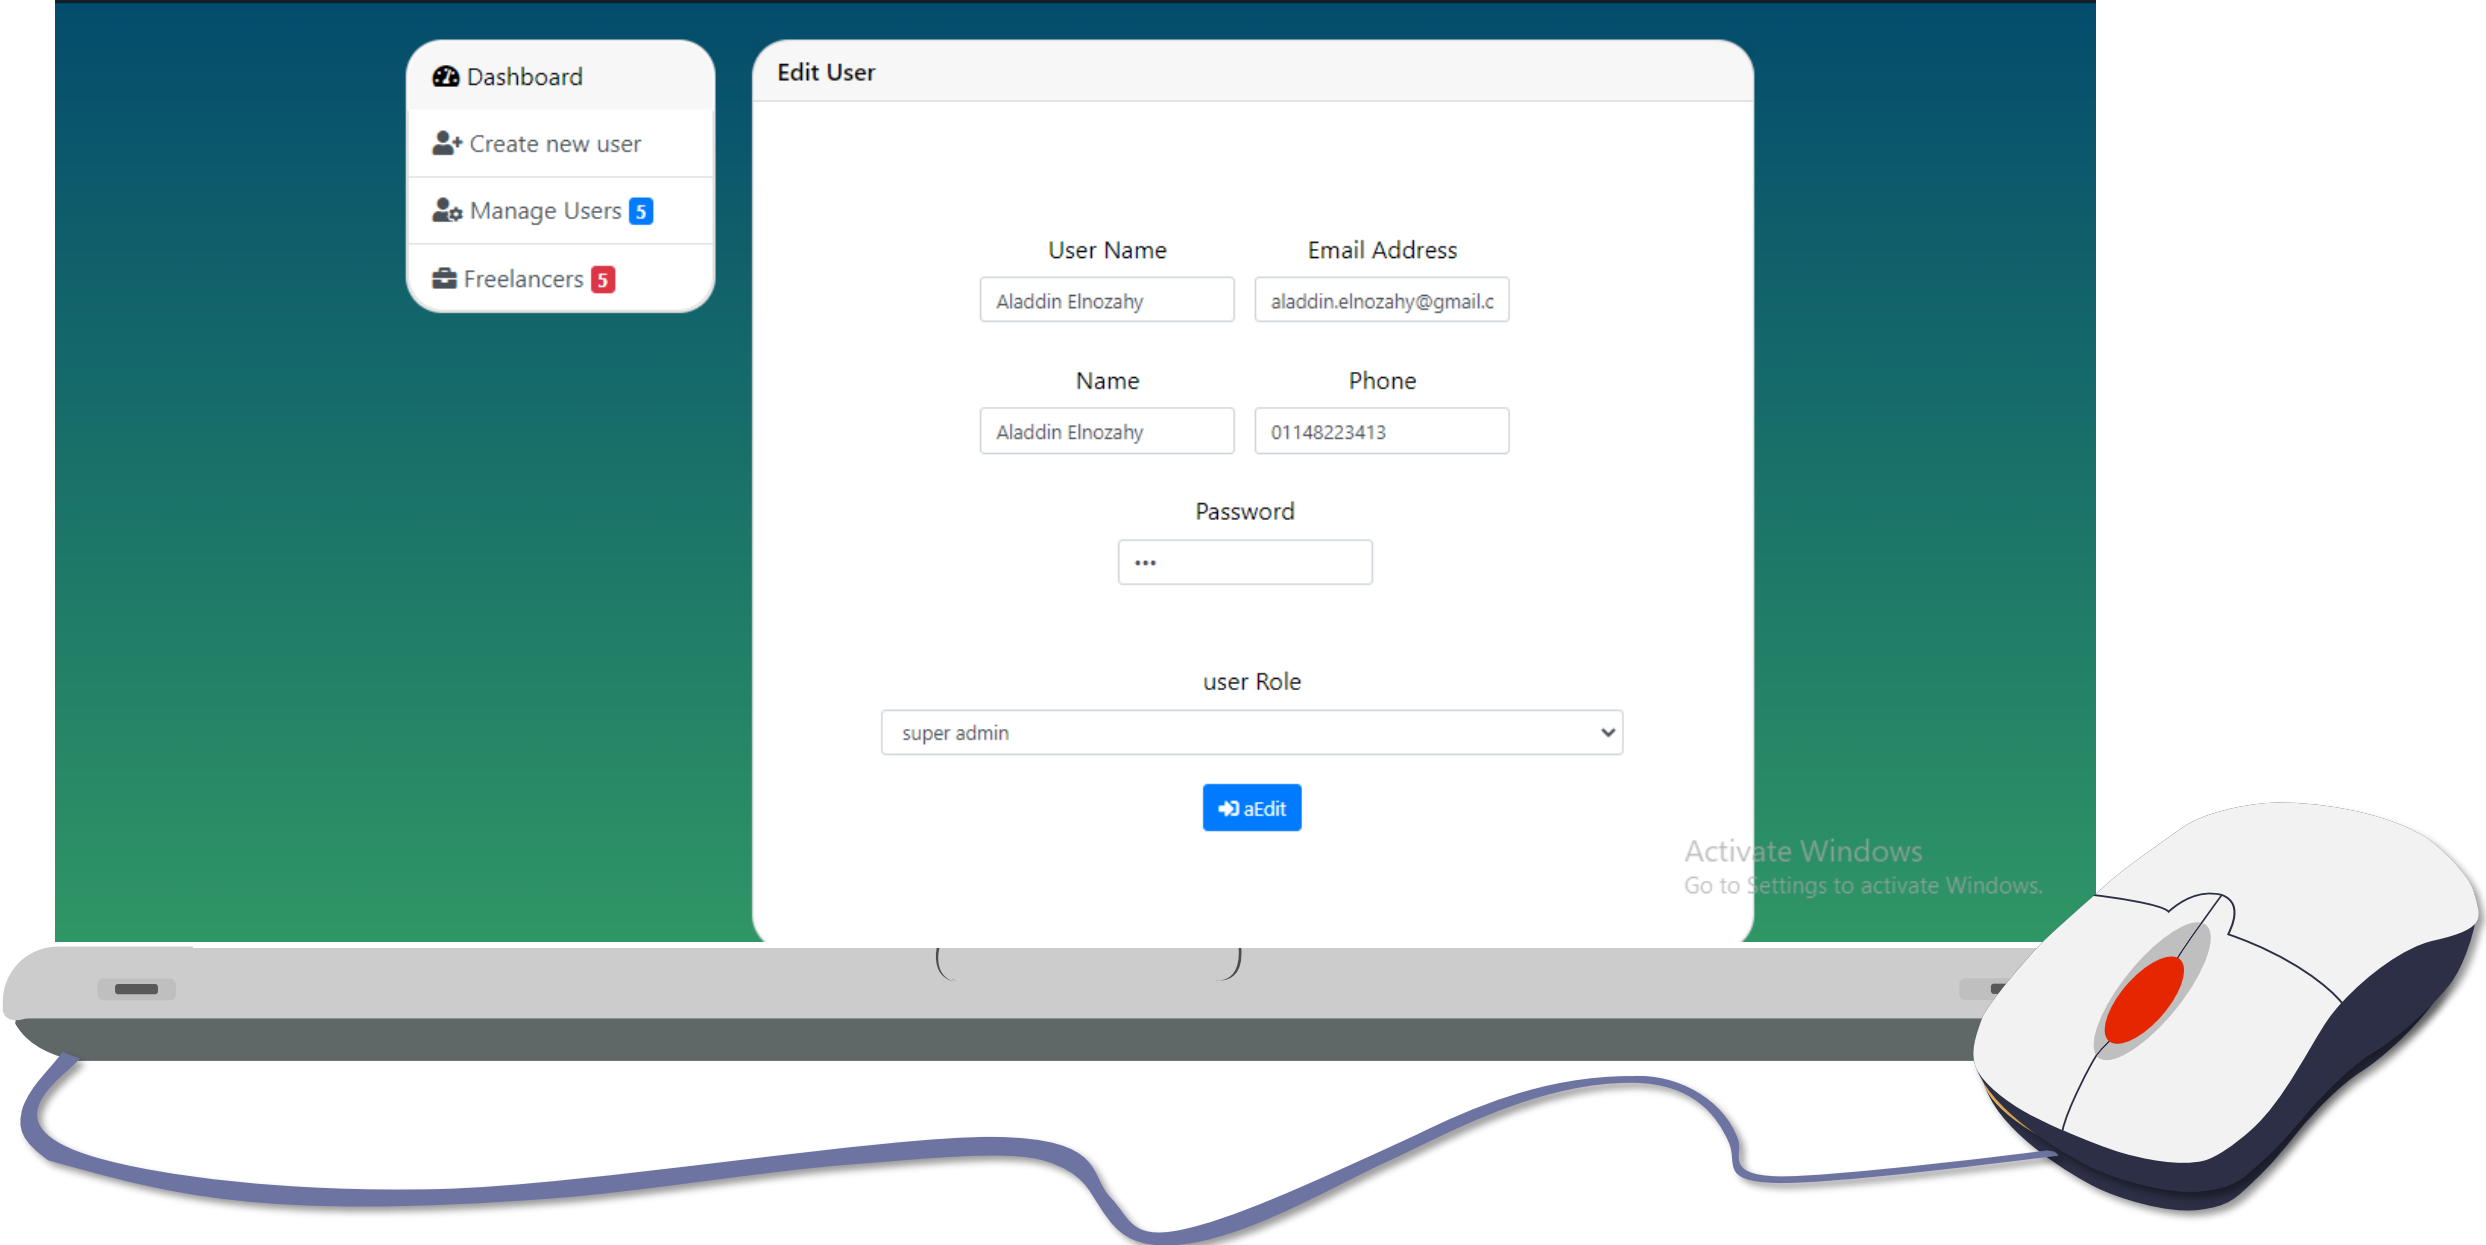 Dashboard
Create new user
Manage Users 5
Freelancers 5
Edit User
User Name
Email Address
Aladdin Elnozahy
aladdin.elnozahy@gmail.c
Name
Phone
Aladdin Elnozahy
01148223413
Password
•••
user Role
super admin
aEdit
Activate Windows
Go to Settings to activate Windows.